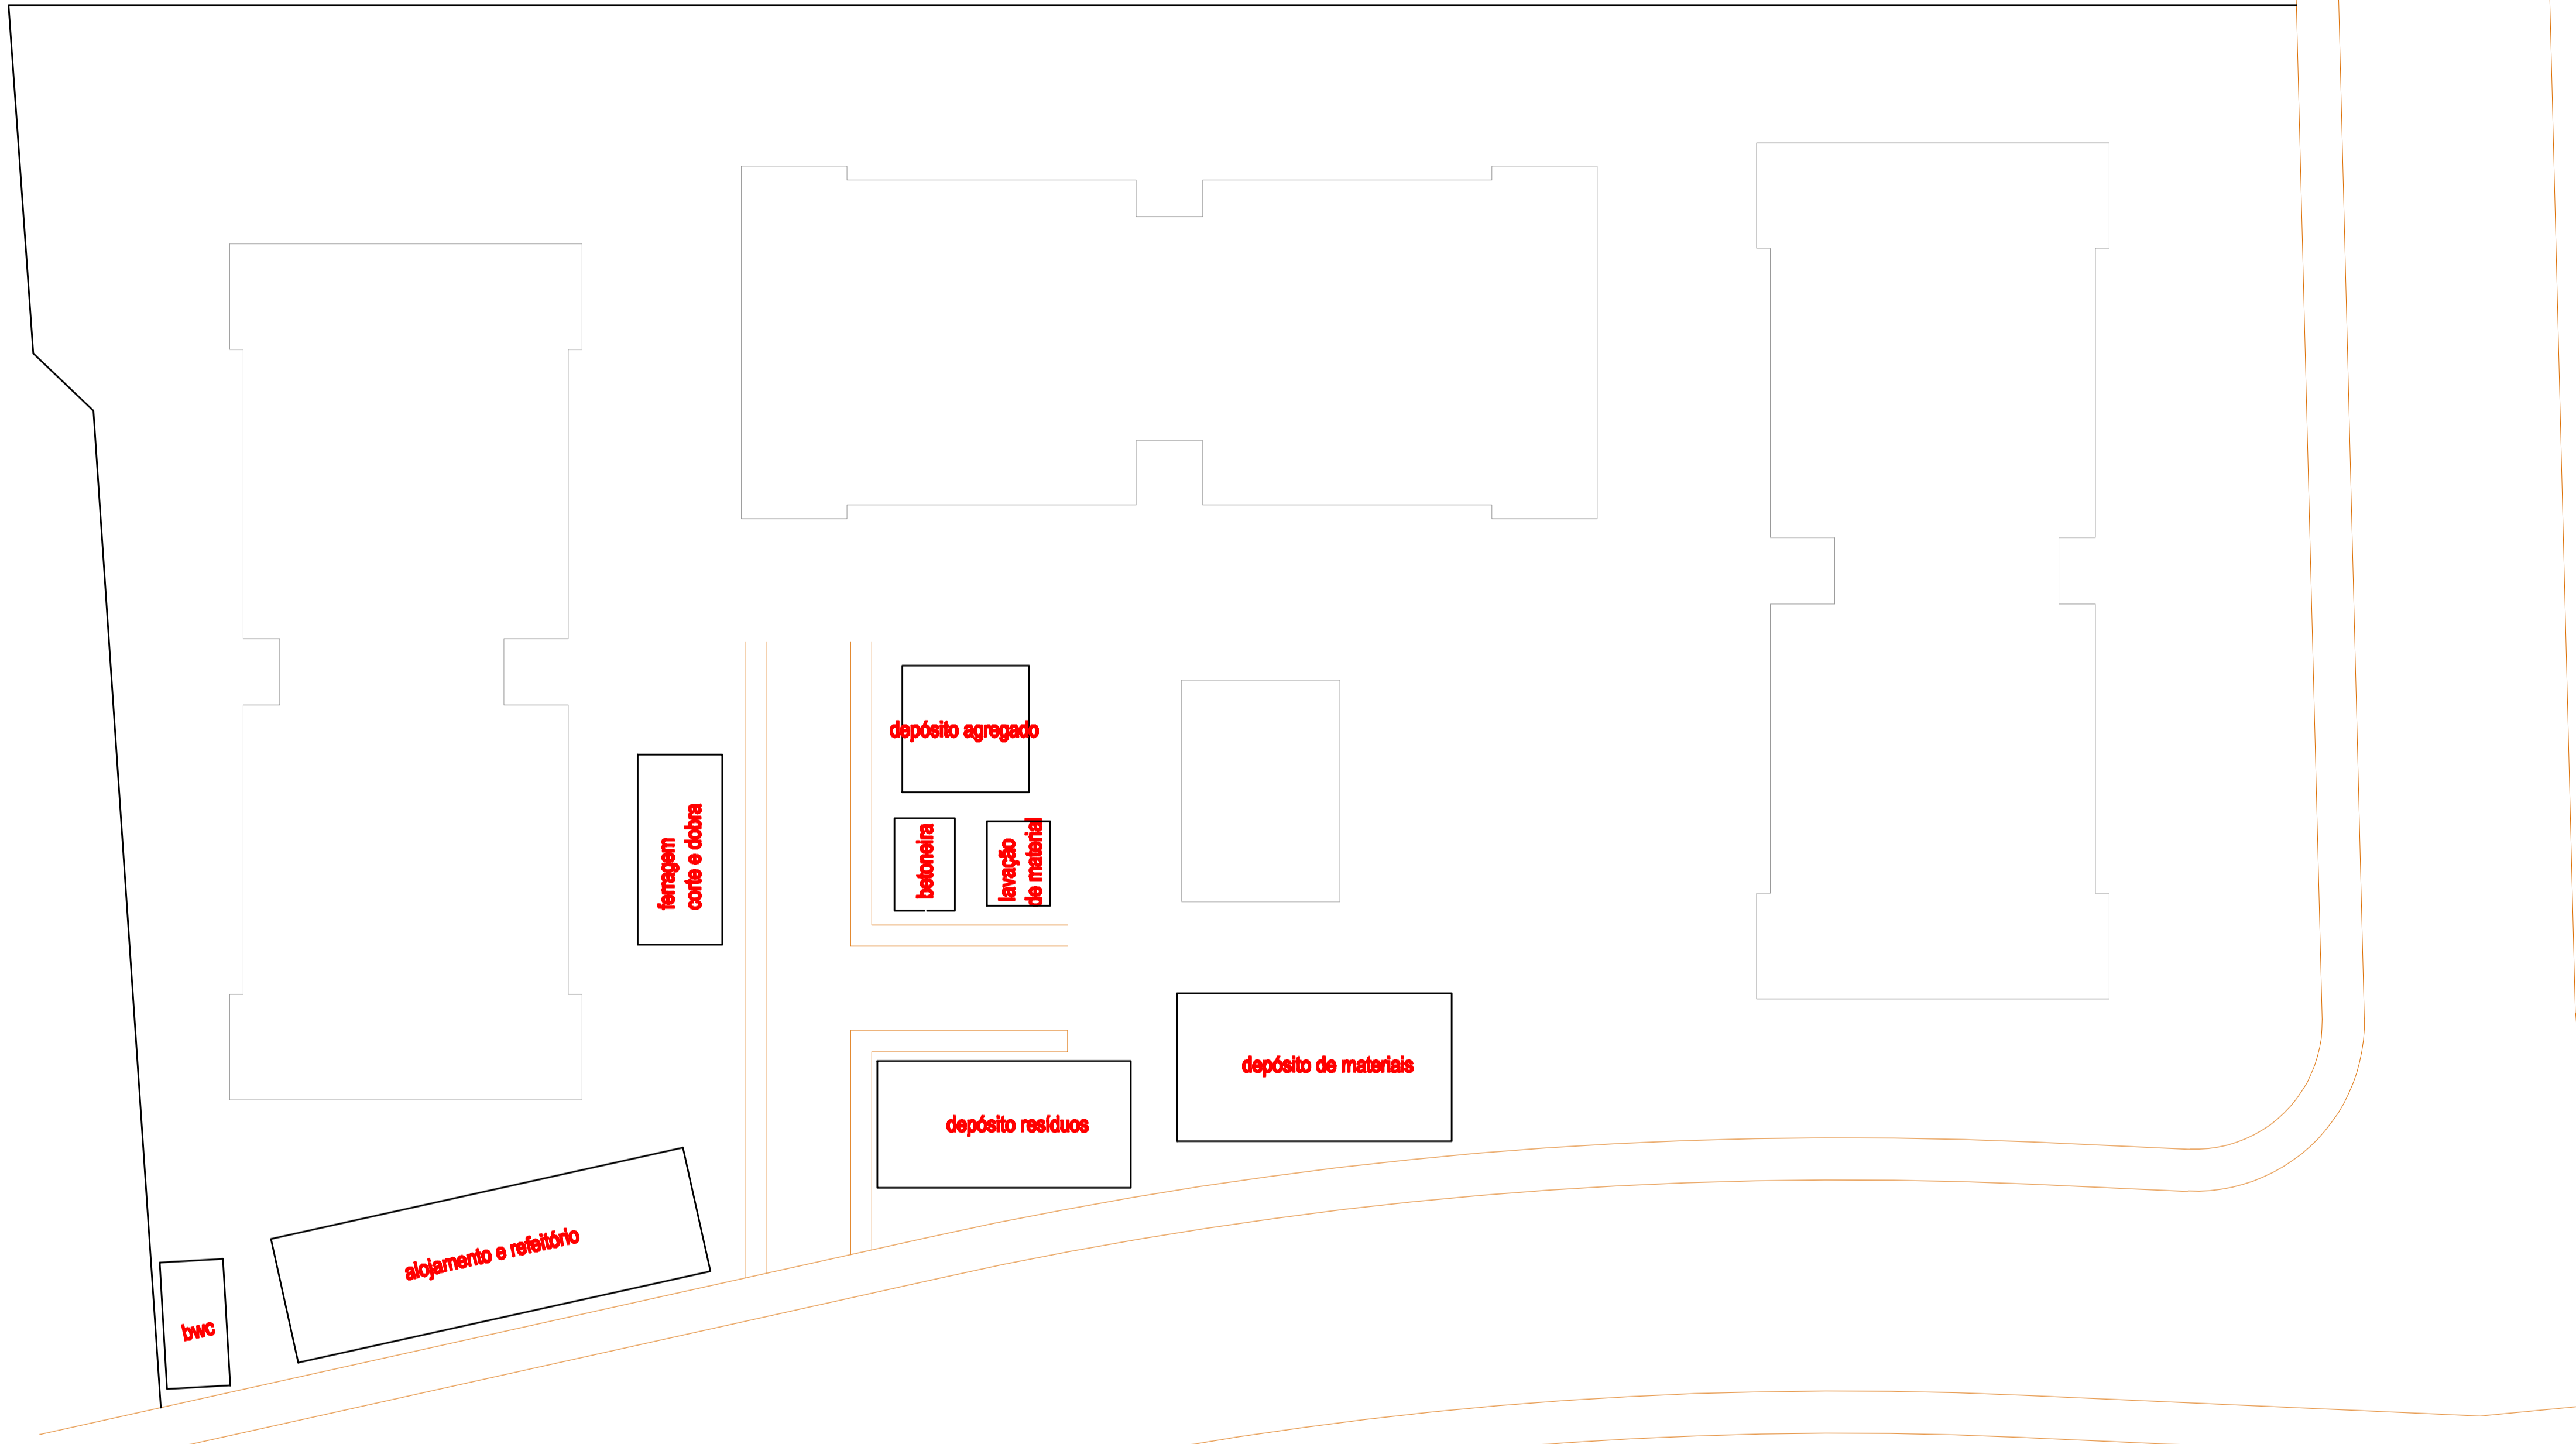 depósito agregado
ferragem
corte e dobra
betoneira
lavação
de material
depósito de materiais
depósito resíduos
alojamento e refeitório
bwc